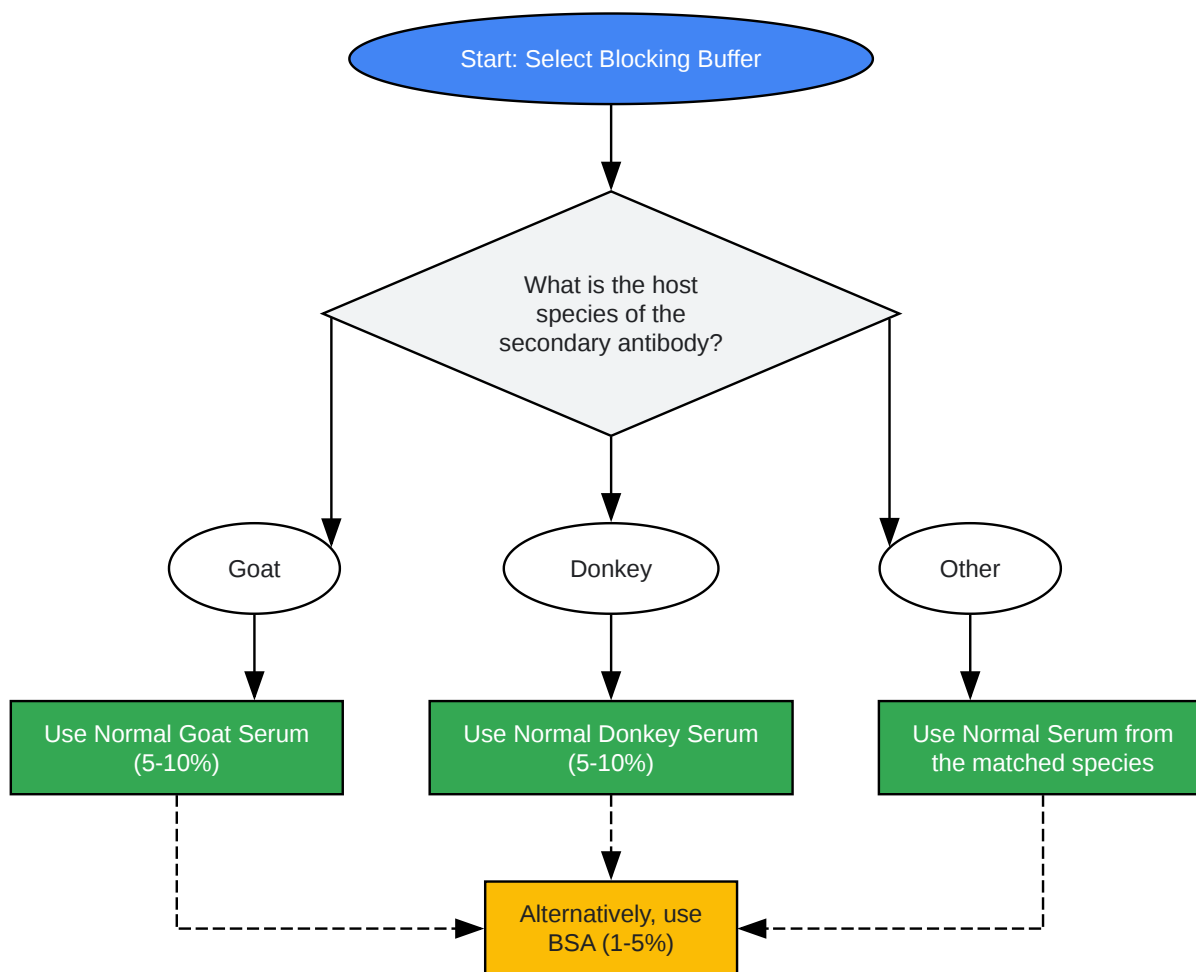 Start: Select Blocking Buffer
What is the host
species of the
secondary antibody?
Goat
Donkey
Other
Use Normal Goat Serum
(5-10%)
Use Normal Donkey Serum
(5-10%)
Use Normal Serum from
the matched species
Alternatively, use
BSA (1-5%)